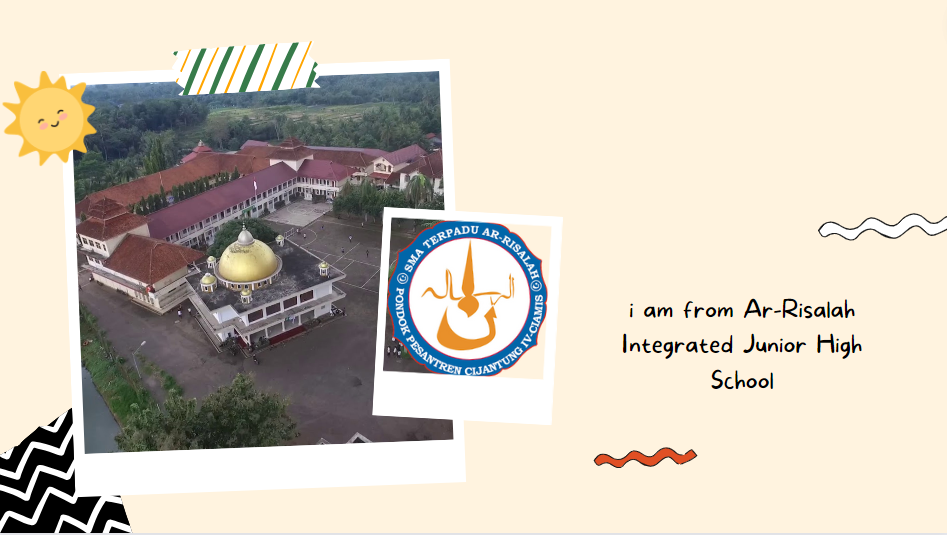 SMA TERPADU AR-RISALAH
PONDOK PESANTREN CIJANTUNG IV-CIAMIS
الرسالة
i am from Ar-Risalah
Integrated Junior High
School